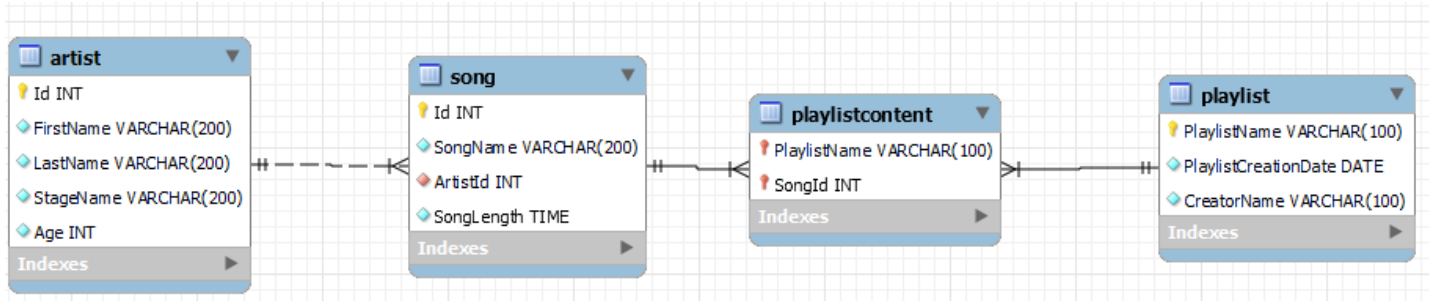 artist
Id INT
FirstName VARCHAR(200)
LastName VARCHAR(200)
StageName VARCHAR(200)
Age INT
Indexes
song
Id INT
SongName VARCHAR(200)
ArtistId INT
SongLength TIME
Indexes
playlistcontent
PlaylistName VARCHAR(100)
SongId INT
Indexes
playlist
PlaylistName VARCHAR(100)
PlaylistCreationDate DATE
CreatorName VARCHAR(100)
Indexes